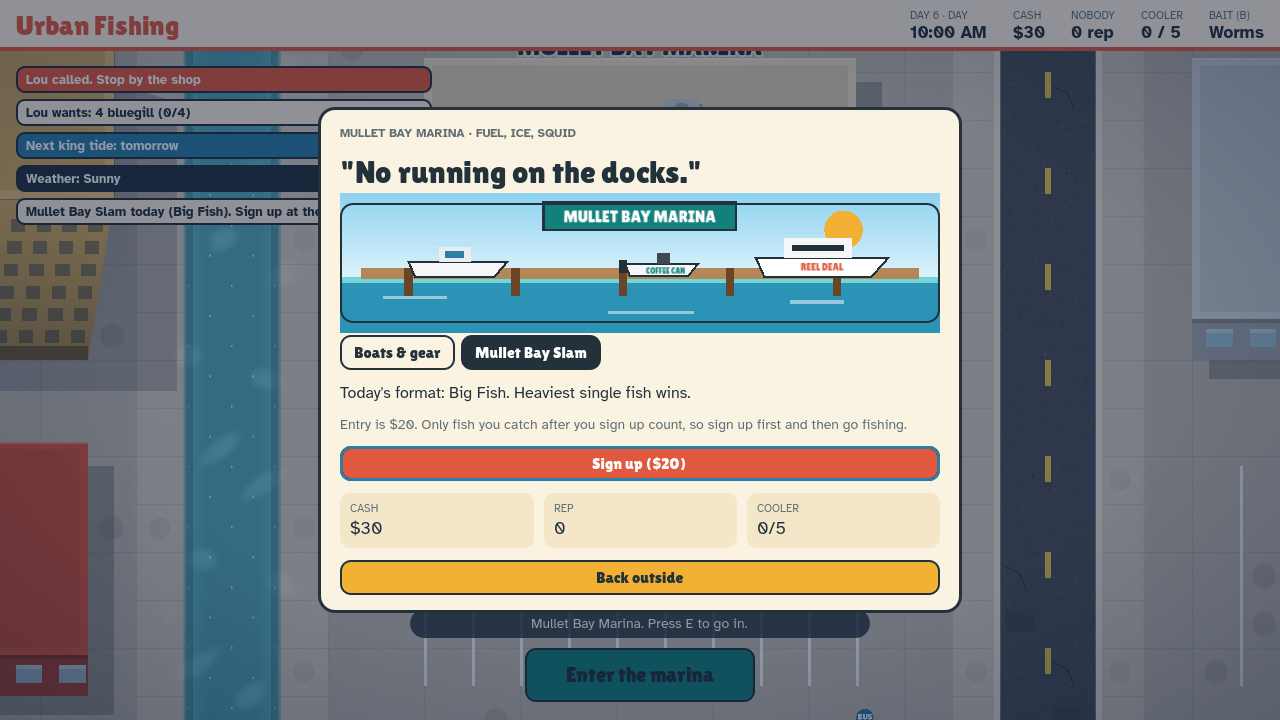 Urban Fishing
DAY 6 · DAY
10:00 AM
CASH
$30
NOBODY
0 rep
COOLER
0 / 5
BAIT (B)
Worms
MULLET BAY MARINA
Lou called. Stop by the shop
Lou wants: 4 bluegill (0/4)
Next king tide: tomorrow
Weather: Sunny
Mullet Bay Slam today (Big Fish). Sign up at the
MULLET BAY MARINA · FUEL, ICE, SQUID
"No running on the docks."
MULLET BAY MARINA
COFFEE CAN
REEL DEAL
Boats & gear
Mullet Bay Slam
Today's format: Big Fish. Heaviest single fish wins.
Entry is $20. Only fish you catch after you sign up count, so sign up first and then go fishing.
Sign up ($20)
CASH
$30
REP
0
COOLER
0/5
Back outside
Mullet Bay Marina. Press E to go in.
Enter the marina
BUS